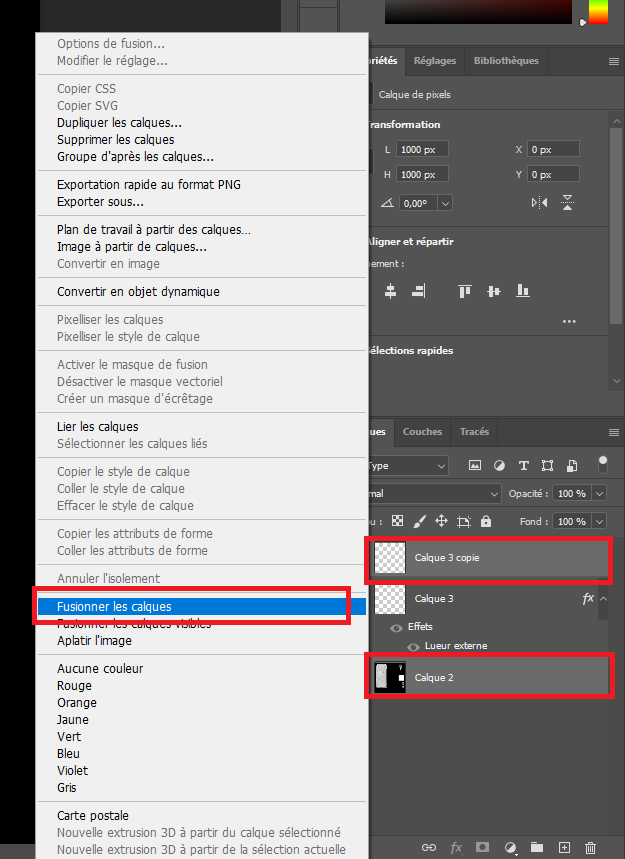 Options de fusion...
Modifier le réglage...
Copier CSS
Copier SVG
Dupliquer les calques...
Supprimer les calques
Groupe d'après les calques...
Exportation rapide au format PNG
Exporter sous...
Plan de travail à partir des calques...
Image à partir de calques...
Convertir en image
Convertir en objet dynamique
Pixelliser les calques
Pixelliser le style de calque
Activer le masque de fusion
Désactiver le masque vectoriel
Créer un masque d'écrêtage
Lier les calques
Sélectionner les calques liés
Copier le style de calque
Coller le style de calque
Effacer le style de calque
Copier les attributs de forme
Coller les attributs de forme
Annuler l'isolement
Fusionner les calques
Fusionner les calques visibles
Aplatir l'image
Aucune couleur
Rouge
Orange
Jaune
Vert
Bleu
Violet
Gris
Carte postale
Nouvelle extrusion 3D à partir du calque sélectionné
Nouvelle extrusion 3D à partir de la sélection actuelle
riétés Réglages Bibliothèques
Calque de pixels
Transformation
L 1000 px X 0 px
H 1000 px Y 0 px
0,00°
Aligner et répartir
nement :
Sélections rapides
ques Couches Tracés
Type
mal Opacité : 100 %
u : Fond : 100 %
Calque 3 copie
Calque 3 fx
Effets
Lueur externe
Calque 2
fx